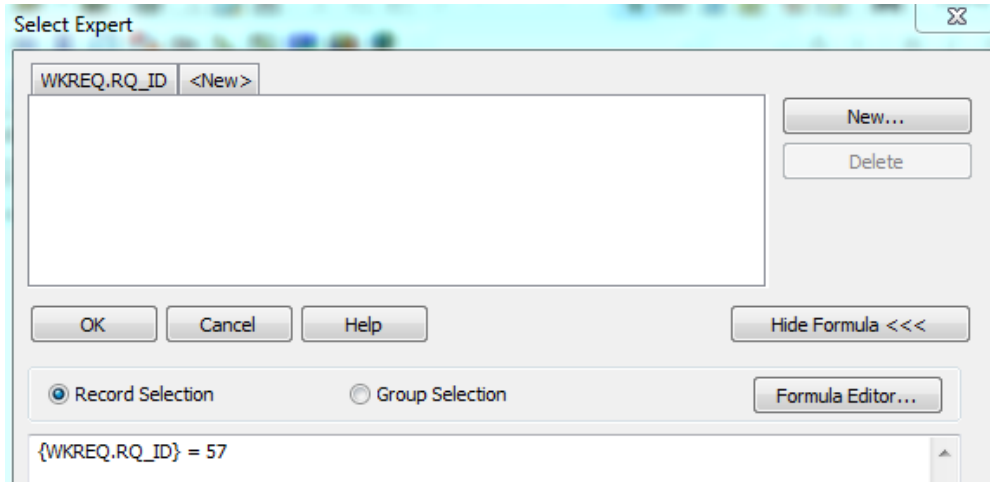 Select Expert
WKREQ.RQ_ID <New>
New...
Delete
OK Cancel Help Hide Formula <<<
Record Selection Group Selection Formula Editor...
{WKREQ.RQ_ID} = 57